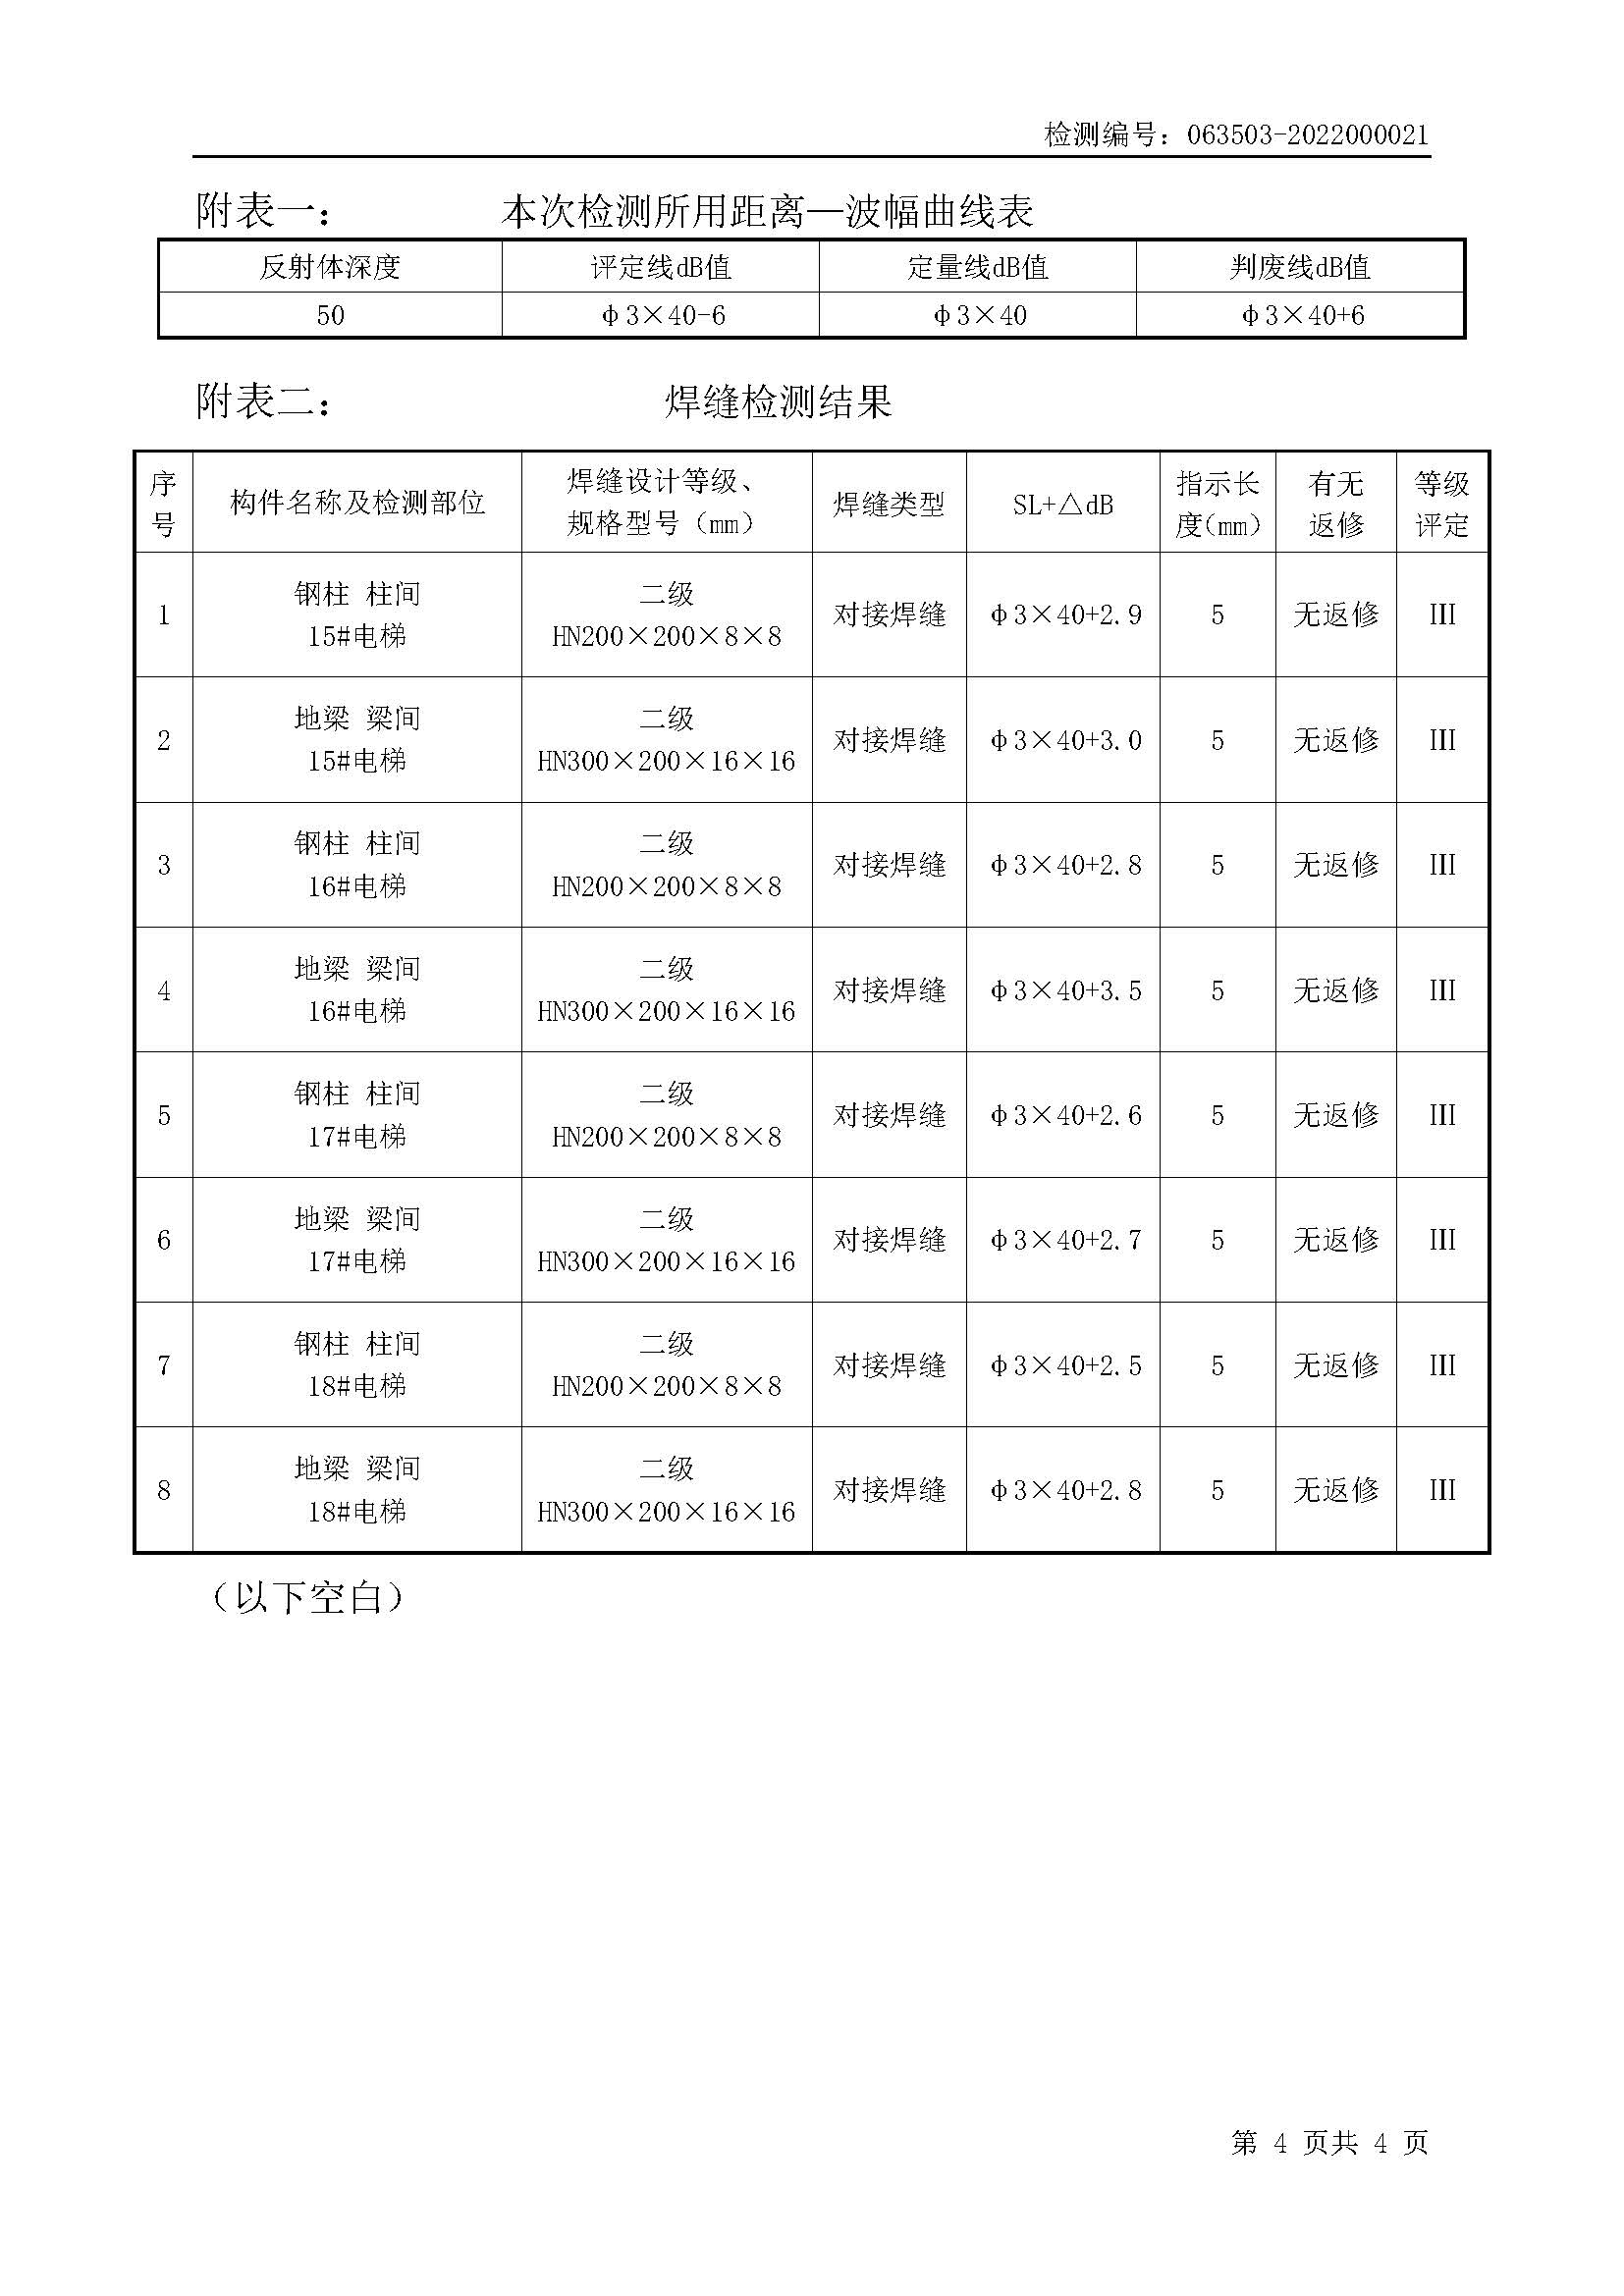 检测编号：063503-2022000021
附表一： 本次检测所用距离—波幅曲线表
反射体深度 评定线dB值 定量线dB值 判废线dB值
50 φ3×40-6 φ3×40 φ3×40+6
附表二： 焊缝检测结果
序号 构件名称及检测部位 焊缝设计等级、规格型号（mm） 焊缝类型 SL+△dB 指示长度(mm) 有无返修 等级评定
1 钢柱 柱间 15#电梯 二级 HN200×200×8×8 对接焊缝 φ3×40+2.9 5 无返修 III
2 地梁 梁间 15#电梯 二级 HN300×200×16×16 对接焊缝 φ3×40+3.0 5 无返修 III
3 钢柱 柱间 16#电梯 二级 HN200×200×8×8 对接焊缝 φ3×40+2.8 5 无返修 III
4 地梁 梁间 16#电梯 二级 HN300×200×16×16 对接焊缝 φ3×40+3.5 5 无返修 III
5 钢柱 柱间 17#电梯 二级 HN200×200×8×8 对接焊缝 φ3×40+2.6 5 无返修 III
6 地梁 梁间 17#电梯 二级 HN300×200×16×16 对接焊缝 φ3×40+2.7 5 无返修 III
7 钢柱 柱间 18#电梯 二级 HN200×200×8×8 对接焊缝 φ3×40+2.5 5 无返修 III
8 地梁 梁间 18#电梯 二级 HN300×200×16×16 对接焊缝 φ3×40+2.8 5 无返修 III
（以下空白）
第 4 页共 4 页